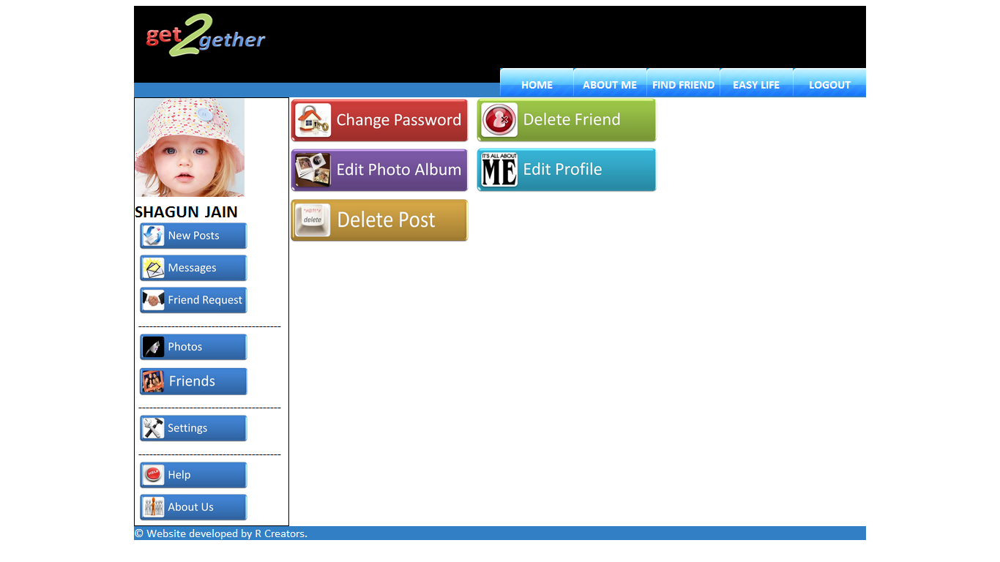 get2gether
HOME ABOUT ME FIND FRIEND EASY LIFE LOGOUT
Change Password Delete Friend
IT'S ALL ABOUT
ME
Edit Photo Album Edit Profile
*#@?!*#
delete
Delete Post
SHAGUN JAIN
New Posts
Messages
Friend Request
----------------------------------------
Photos
Friends
----------------------------------------
Settings
----------------------------------------
HELP
Help
About Us
© Website developed by R Creators.